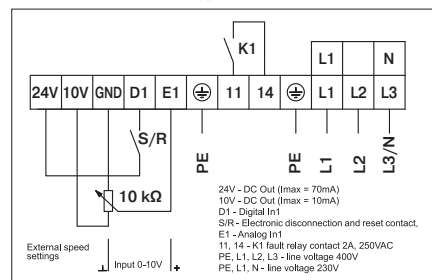 K1
L1 N
24V 10V GND D1 E1 11 14 L1 L2 L3
S/R
PE PE L1 L2 L3/N
10 kΩ
24V - DC Out (Imax = 70mA)
10V - DC Out (Imax = 10mA)
D1 - Digital In1
S/R - Electronic disconnection and reset contact,
E1 - Analog In1
11, 14 - K1 fault relay contact 2A, 250VAC
PE, L1, L2, L3 - line voltage 400V
PE, L1, N - line voltage 230V
External speed
settings
⊥ Input 0-10V +